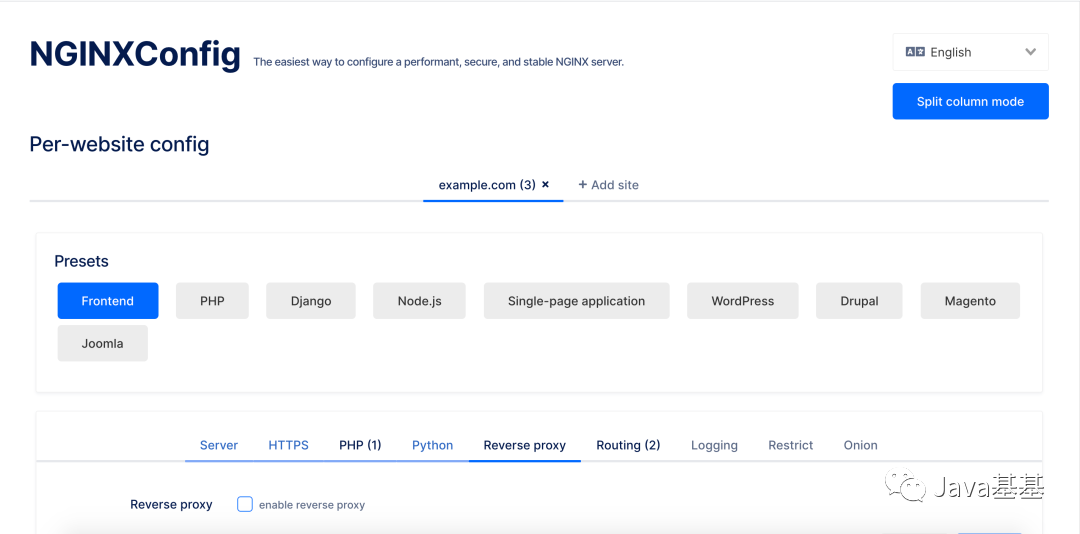 NGINXConfig The easiest way to configure a performant, secure, and stable NGINX server.
English
Split column mode
Per-website config
example.com (3) × + Add site
Presets
Frontend PHP Django Node.js Single-page application WordPress Drupal Magento
Joomla
Server HTTPS PHP (1) Python Reverse proxy Routing (2) Logging Restrict Onion
Java基基
Reverse proxy enable reverse proxy